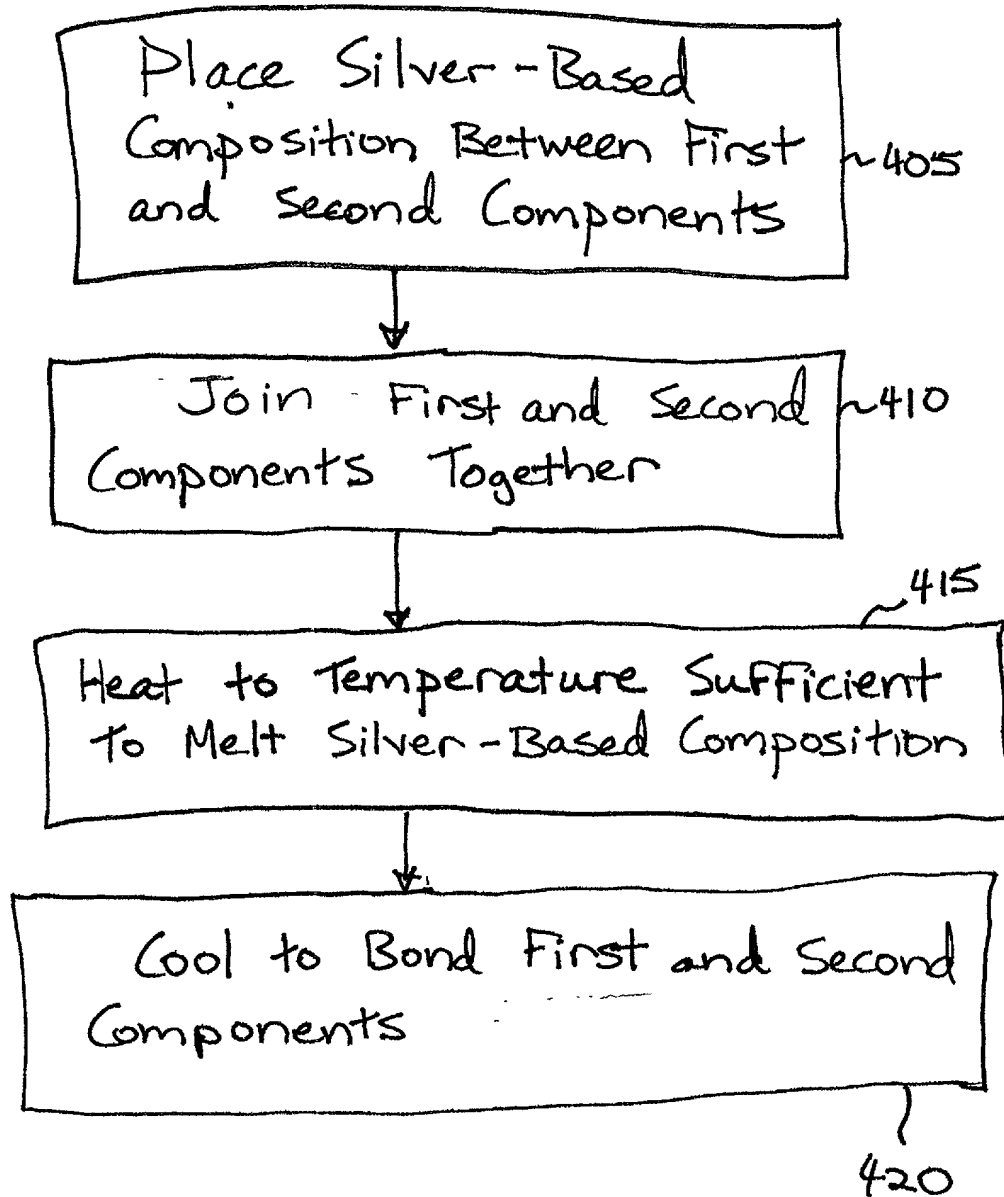 Place Silver-Based
Composition Between First
and Second Components
405
Join First and Second
Components Together
410
415
Heat to Temperature Sufficient
To Melt Silver-Based Composition
Cool to Bond First and Second
Components
420